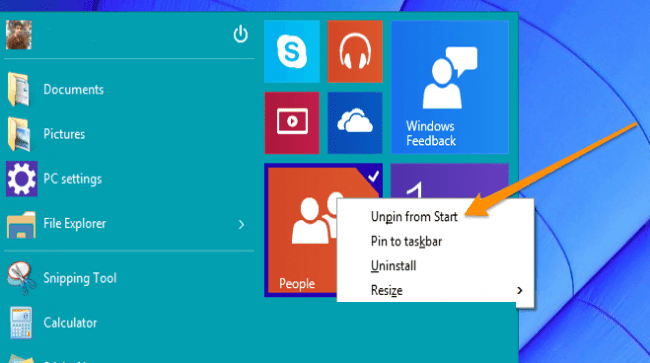 Documents
Pictures
PC settings
File Explorer
Snipping Tool
Calculator
Windows
Feedback
People
Unpin from Start
Pin to taskbar
Uninstall
Resize